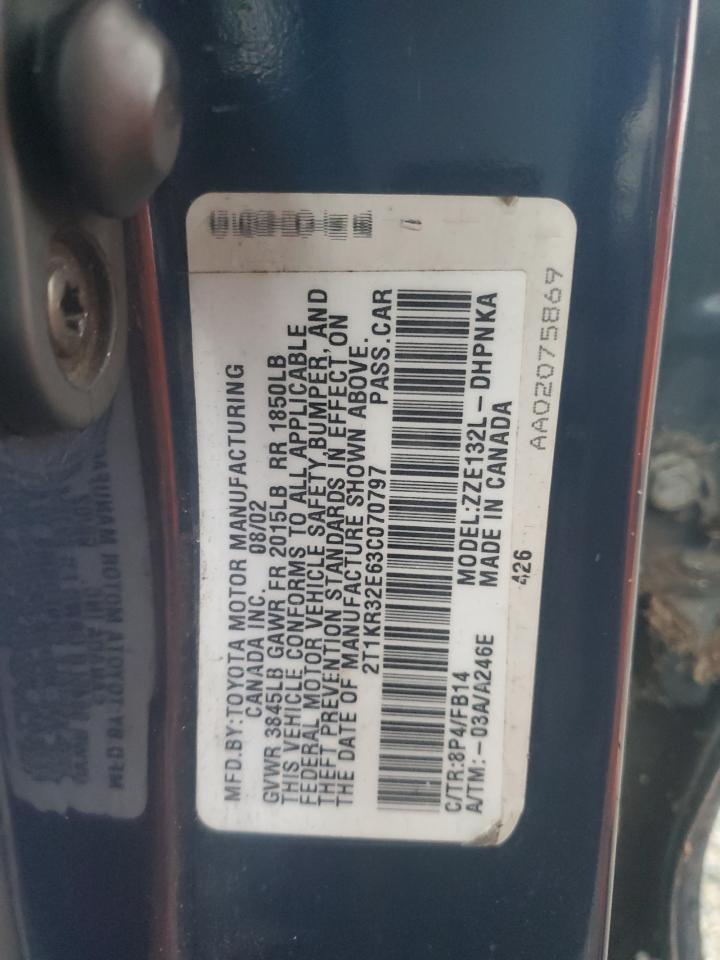 MFD.BY:TOYOTA MOTOR MANUFACTURING
CANADA INC. 08/02
GVWR 3845LB GAWR FR 2015LB RR 1850LB
THIS VEHICLE CONFORMS TO ALL APPLICABLE
FEDERAL MOTOR VEHICLE SAFETY,BUMPER, AND
THEFT PREVENTION STANDARDS IN EFFECT ON
THE DATE OF MANUFACTURE SHOWN ABOVE.
2T1KR32E63C070797 PASS.CAR
C/TR:8P4/FB14 MODEL:ZZE132L-DHPNKA
A/TM:-03A/A246E MADE IN CANADA
426
AA02075869